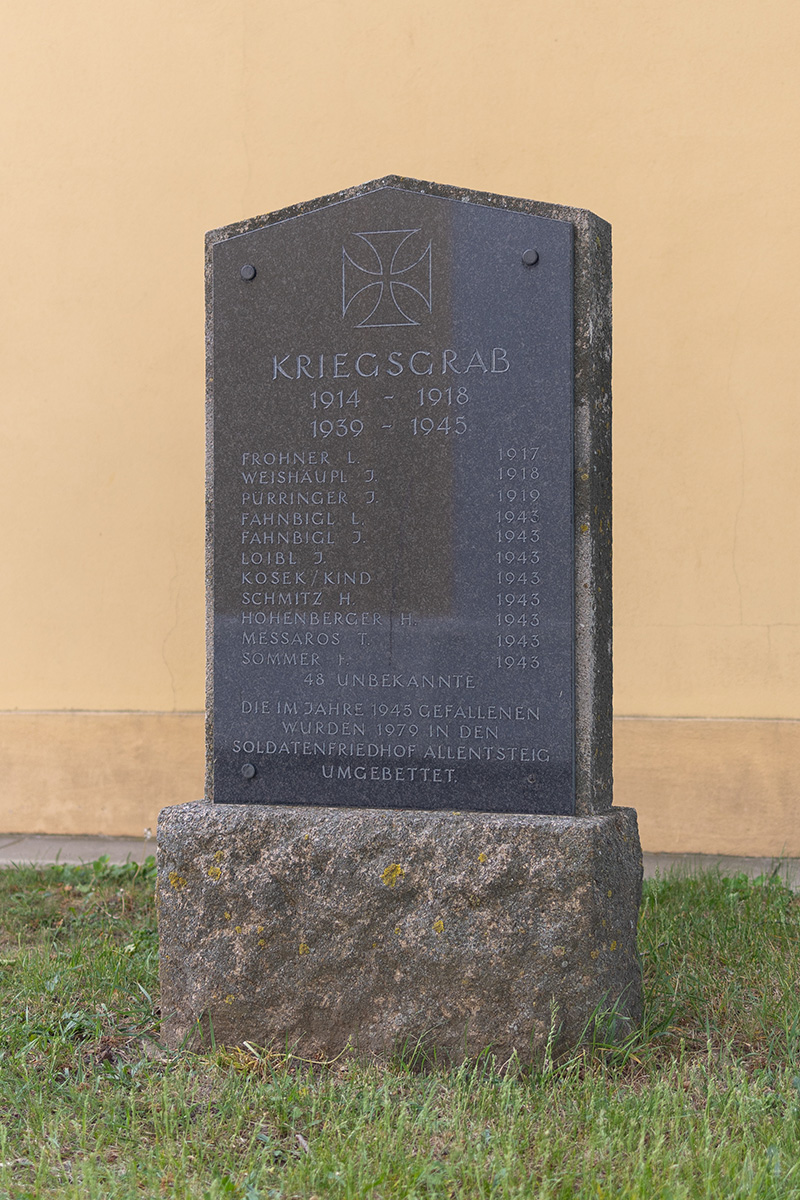 KRIEGSGRAB
1914 - 1918
1939 - 1945
FROHNER L. 1917
WEISHÄUPL J. 1918
PÜRRINGER J. 1919
FAHNBIGL L. 1943
FAHNBIGL J. 1943
LOIBL J. 1943
KOSEK/KIND 1943
SCHMITZ H. 1943
HOHENBERGER H. 1943
MESSAROS T. 1943
SOMMER 1943
48 UNBEKANNTE
DIE IM JAHRE 1945 GEFALLENEN
WURDEN 1979 IN DEN
SOLDATENFRIEDHOF ALLENTSTEIG
UMGEBETTET.